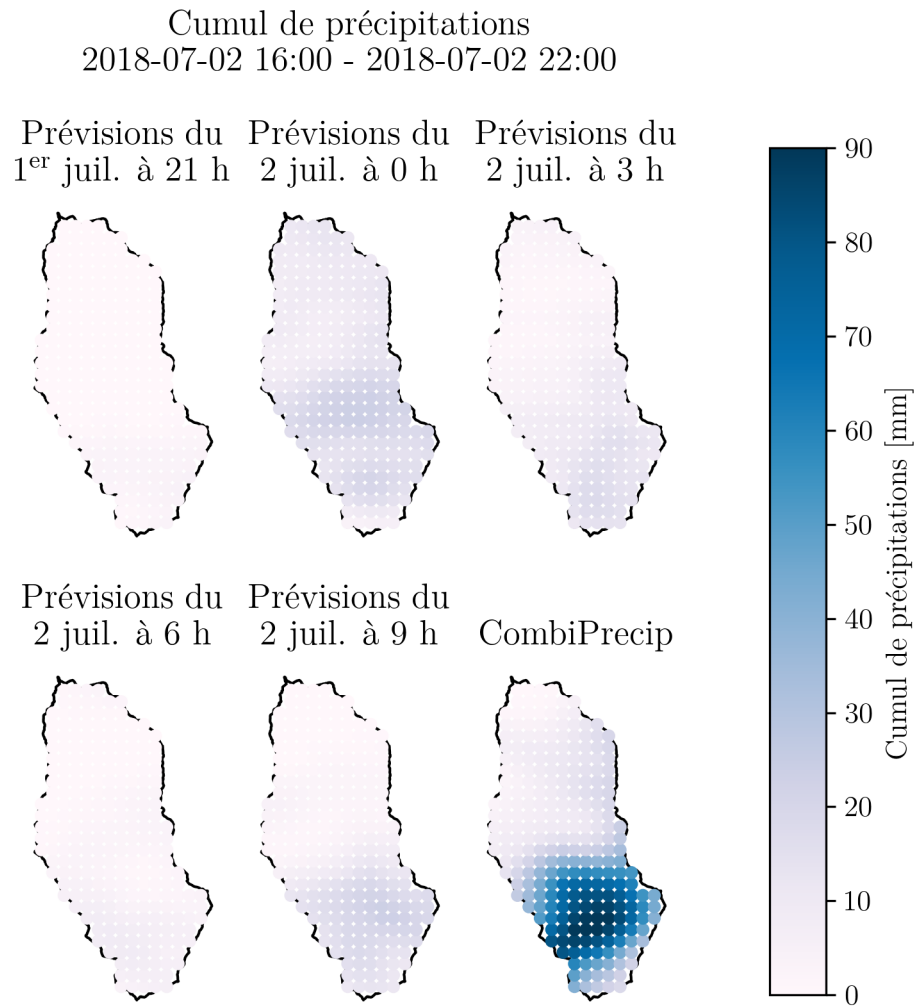 Cumul de précipitations
2018-07-02 16:00 - 2018-07-02 22:00
Prévisions du
1er juil. à 21 h
Prévisions du
2 juil. à 0 h
Prévisions du
2 juil. à 3 h
Prévisions du
2 juil. à 6 h
Prévisions du
2 juil. à 9 h
CombiPrecip
90
80
70
60
50
40
30
20
10
0
Cumul de précipitations [mm]